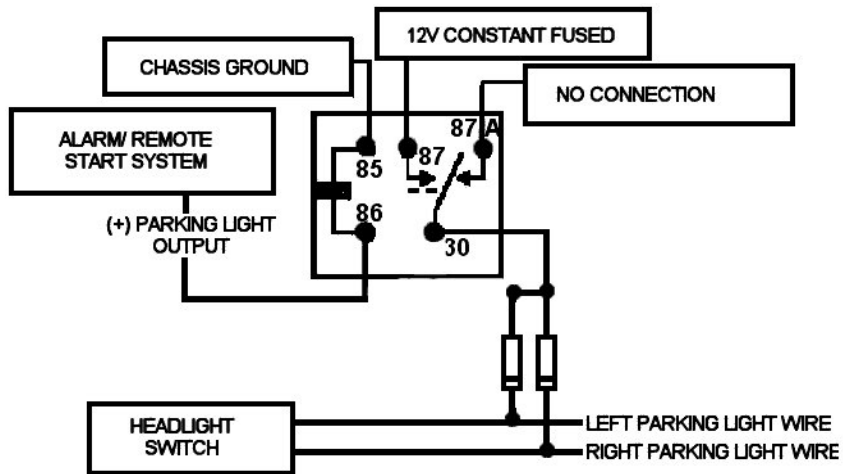 12V CONSTANT FUSED
CHASSIS GROUND
NO CONNECTION
ALARM/ REMOTE
START SYSTEM
87 A
87
85
86
30
(+) PARKING LIGHT
OUTPUT
HEADLIGHT
SWITCH
LEFT PARKING LIGHT WIRE
RIGHT PARKING LIGHT WIRE